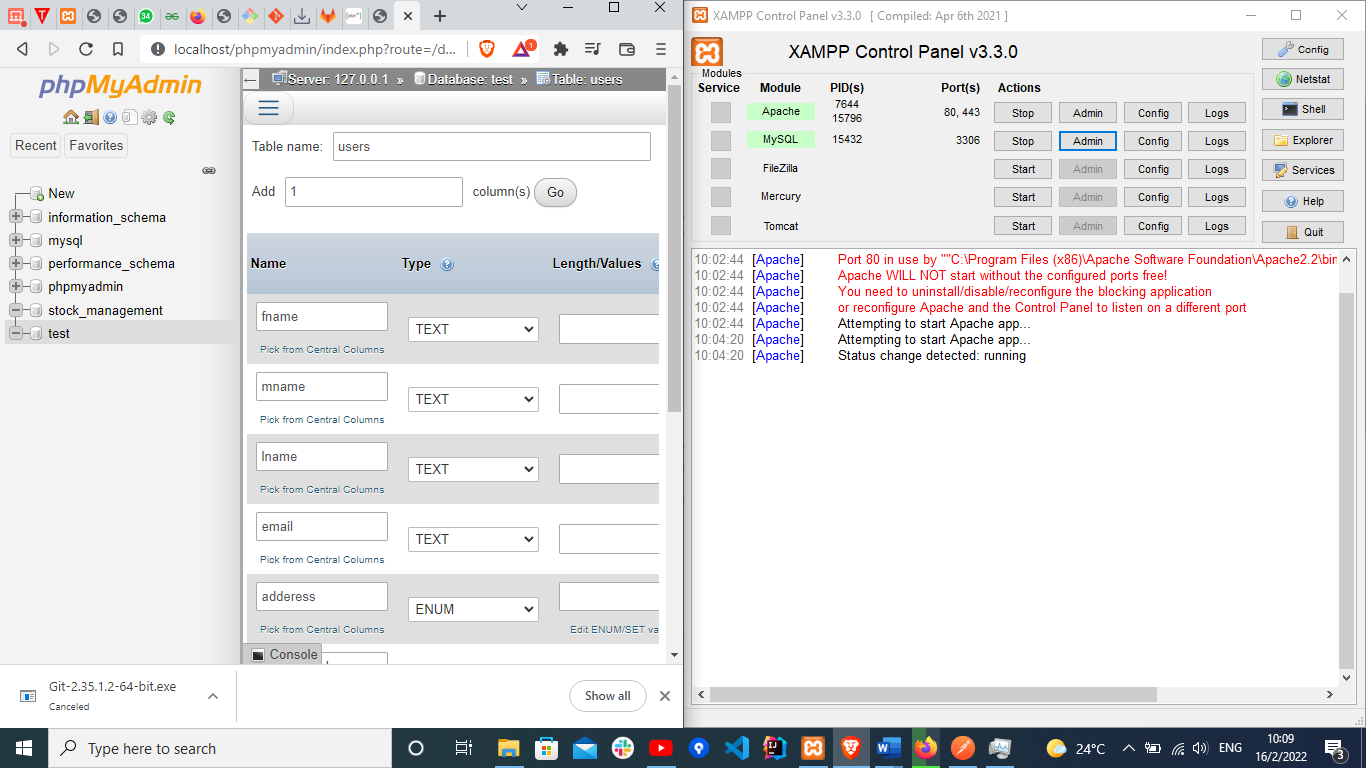 34
localhost/phpmyadmin/index.php?route=/d...
1
phpMyAdmin
Recent
Favorites
New
information_schema
mysql
performance_schema
phpmyadmin
stock_management
test
Server: 127.0.0.1 » Database: test » Table: users
Table name: users
Add 1 column(s) Go
Name Type Length/Values
fname TEXT
Pick from Central Columns
mname TEXT
Pick from Central Columns
lname TEXT
Pick from Central Columns
email TEXT
Pick from Central Columns
adderess ENUM
Pick from Central Columns Edit ENUM/SET va
Console
Git-2.35.1.2-64-bit.exe
Canceled
Show all
XAMPP Control Panel v3.3.0 [ Compiled: Apr 6th 2021 ]
XAMPP Control Panel v3.3.0
Modules
Service Module PID(s) Port(s) Actions
Apache 7644 15796 80, 443 Stop Admin Config Logs
MySQL 15432 3306 Stop Admin Config Logs
FileZilla Start Admin Config Logs
Mercury Start Admin Config Logs
Tomcat Start Admin Config Logs
Config
Netstat
Shell
Explorer
Services
Help
Quit
10:02:44 [Apache] Port 80 in use by ""C:\Program Files (x86)\Apache Software Foundation\Apache2.2\bin
10:02:44 [Apache] Apache WILL NOT start without the configured ports free!
10:02:44 [Apache] You need to uninstall/disable/reconfigure the blocking application
10:02:44 [Apache] or reconfigure Apache and the Control Panel to listen on a different port
10:02:44 [Apache] Attempting to start Apache app...
10:04:20 [Apache] Attempting to start Apache app...
10:04:20 [Apache] Status change detected: running
Type here to search
24°C
ENG
10:09
16/2/2022
3